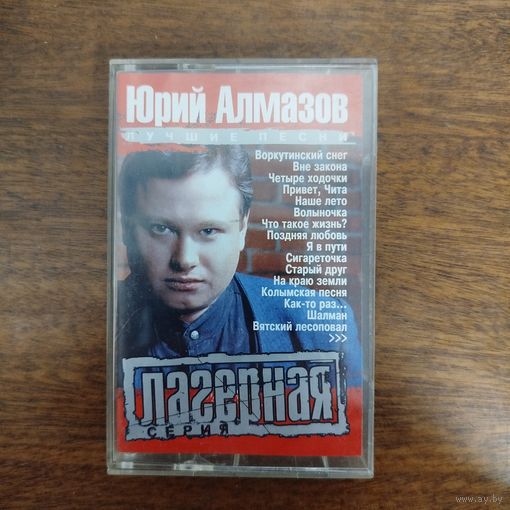 Юрий Алмазов
ЛУЧШИЕ ПЕСНИ
Воркутинский снег
Вне закона
Четыре ходочки
Привет, Чита
Наше лето
Волыночка
Что такое жизнь?
Поздняя любовь
Я в пути
Сигареточка
Старый друг
На краю земли
Колымская песня
Как-то раз...
Шалман
Вятский лесоповал
>>>
лагерная
СЕРИЯ
www.ay.by